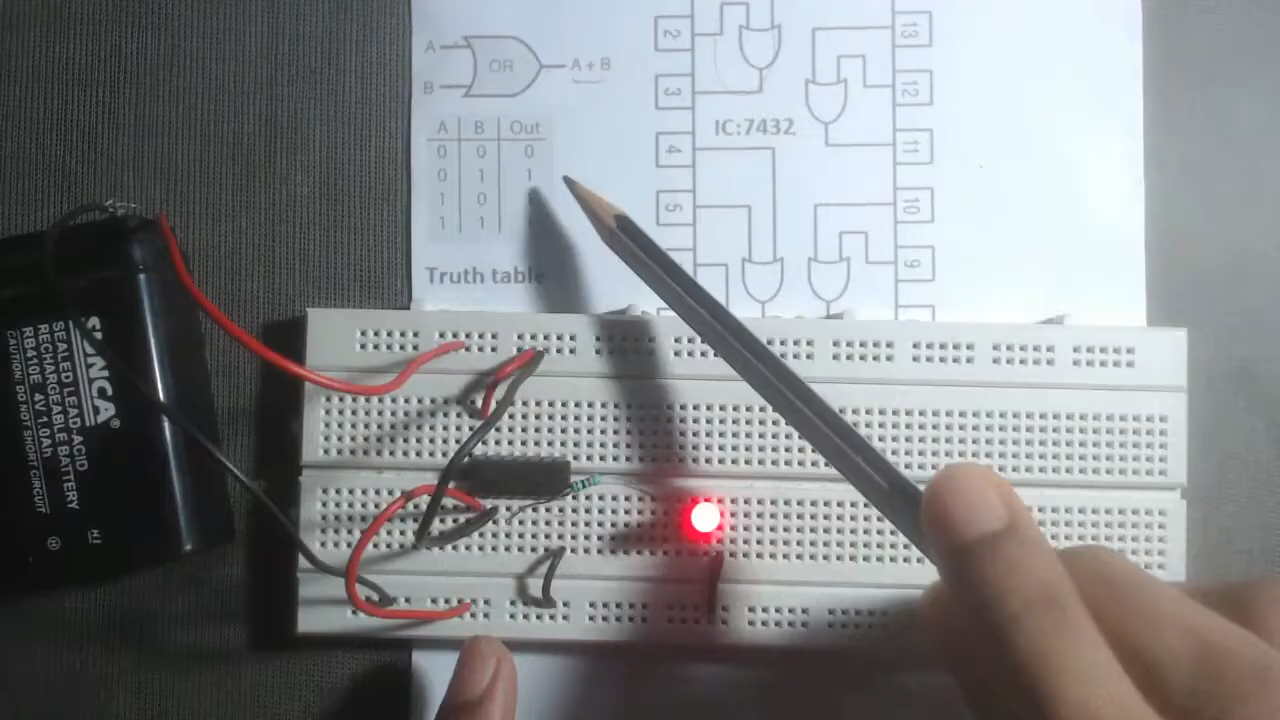 A
B
OR
A + B
A B Out
0 0 0
0 1 1
1 0
1 1
Truth table
IC:7432
2
3
4
5
13
12
11
10
9
SUNCA®
SEALED LEAD-ACID
RECHARGEABLE BATTERY
RB410E 4V 1.0Ah
CAUTION: DO NOT SHORT CIRCUIT